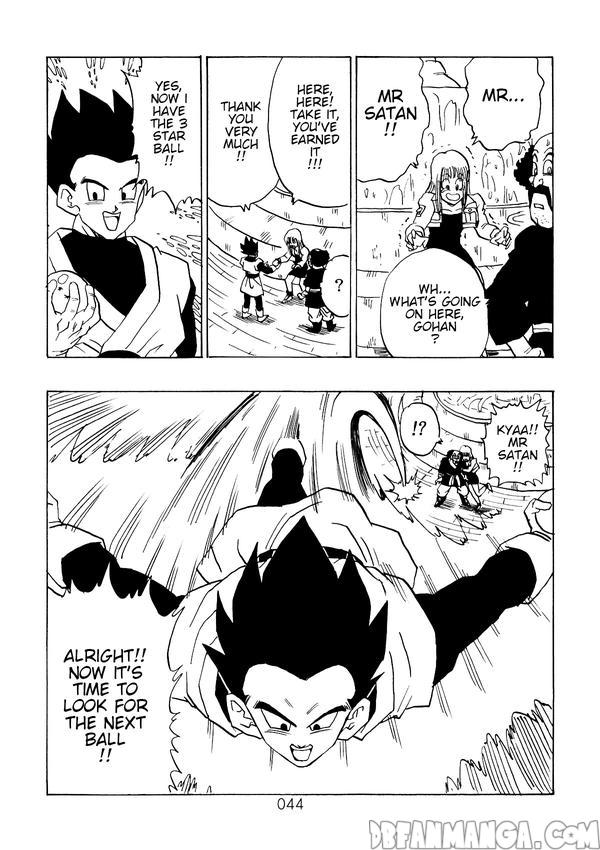 MR...
MR
SATAN
!!
WH...
WHAT'S GOING
ON HERE,
GOHAN
?
HERE,
HERE!
TAKE IT,
YOU'VE
EARNED
IT
!!!
THANK
YOU
VERY
MUCH
!!
?
YES,
NOW I
HAVE
THE 3
STAR
BALL
!!
KYAA!!
MR
SATAN
!!
!?
ALRIGHT!!
NOW IT'S
TIME TO
LOOK FOR
THE NEXT
BALL
!!
044
DBFANMANGA.COM